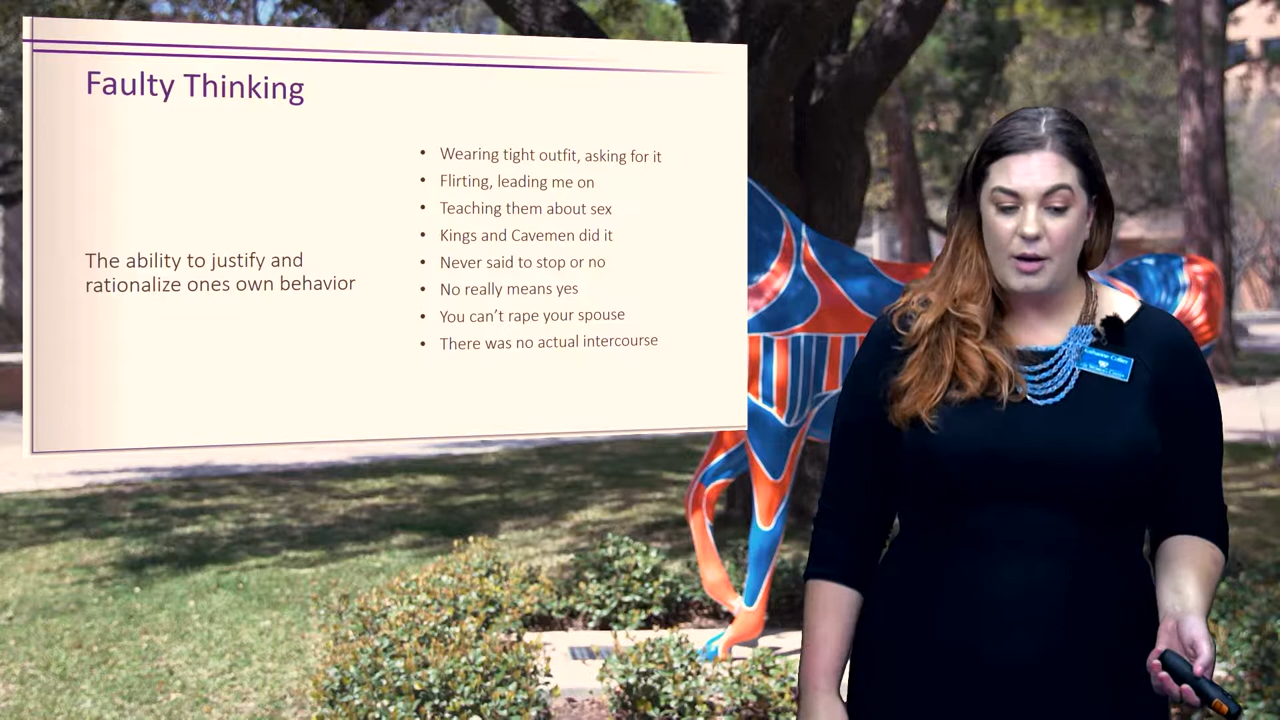 Faulty Thinking
The ability to justify and
rationalize ones own behavior
• Wearing tight outfit, asking for it
• Flirting, leading me on
• Teaching them about sex
• Kings and Cavemen did it
• Never said to stop or no
• No really means yes
• You can’t rape your spouse
• There was no actual intercourse
Collier